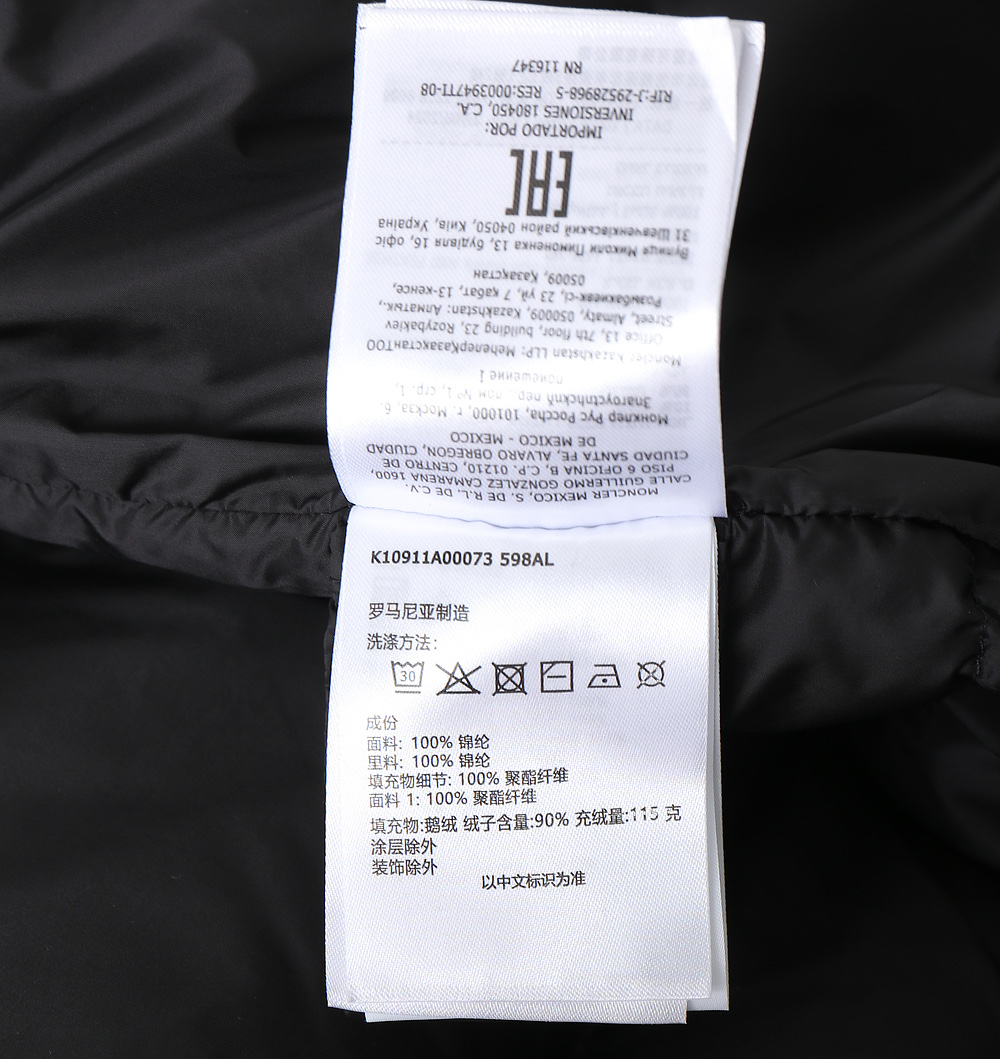 RN 116347
RIF:J-29528968-5 RES:0003947TI-08
INVERSIONES 180450, C.A.
IMPORTADO POR:
EAC
31 Шевченківський район 04050, Київ, Україна
Вулиця Миколи Пимоненка 13, будівля 16, офіс
05009, Қазақстан
Розыбакиев-сі, 23 үй, 7 қабат, 13-кеңсе,
Street, Almaty, 050009, Kazakhstan: Алматы,
Office 13, 7th floor, building 23, Rozybakiev
Moncler Kazakhstan LLP:
помещение I
Златоустинский пер, дом №1, стр.1,
Монклер Рус Россия, 101000, г. Москва, б.
DE MEXICO - MEXICO
CIUDAD SANTA FE, ALVARO OBREGON, CIUDAD
PISO 6 OFICINA B, C.P. 01210, CENTRO DE
CALLE GUILLERMO GONZALEZ CAMARENA 1600,
MONCLER MEXICO, S. DE R.L. DE C.V.
K10911A00073 598AL
罗马尼亚制造
洗涤方法:
30
成份
面料: 100% 锦纶
里料: 100% 锦纶
填充物细节: 100% 聚酯纤维
面料 1: 100% 聚酯纤维
填充物:鹅绒 绒子含量:90% 充绒量:115 克
涂层除外
装饰除外
以中文标识为准